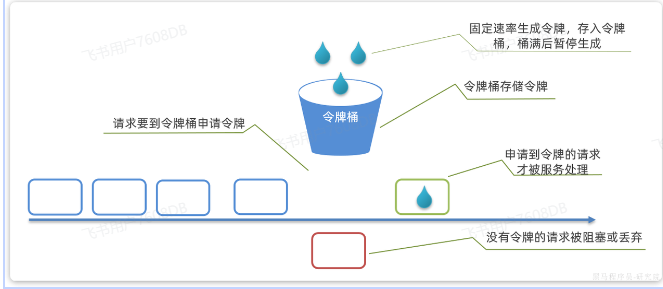 固定速率生成令牌，存入令牌
桶，桶满后暂停生成
令牌桶存储令牌
令牌桶
请求要到令牌桶申请令牌
申请到令牌的请求
才被服务处理
没有令牌的请求被阻塞或丢弃
飞书用户7608DB
飞书用户7608DB
飞书用户7608DB